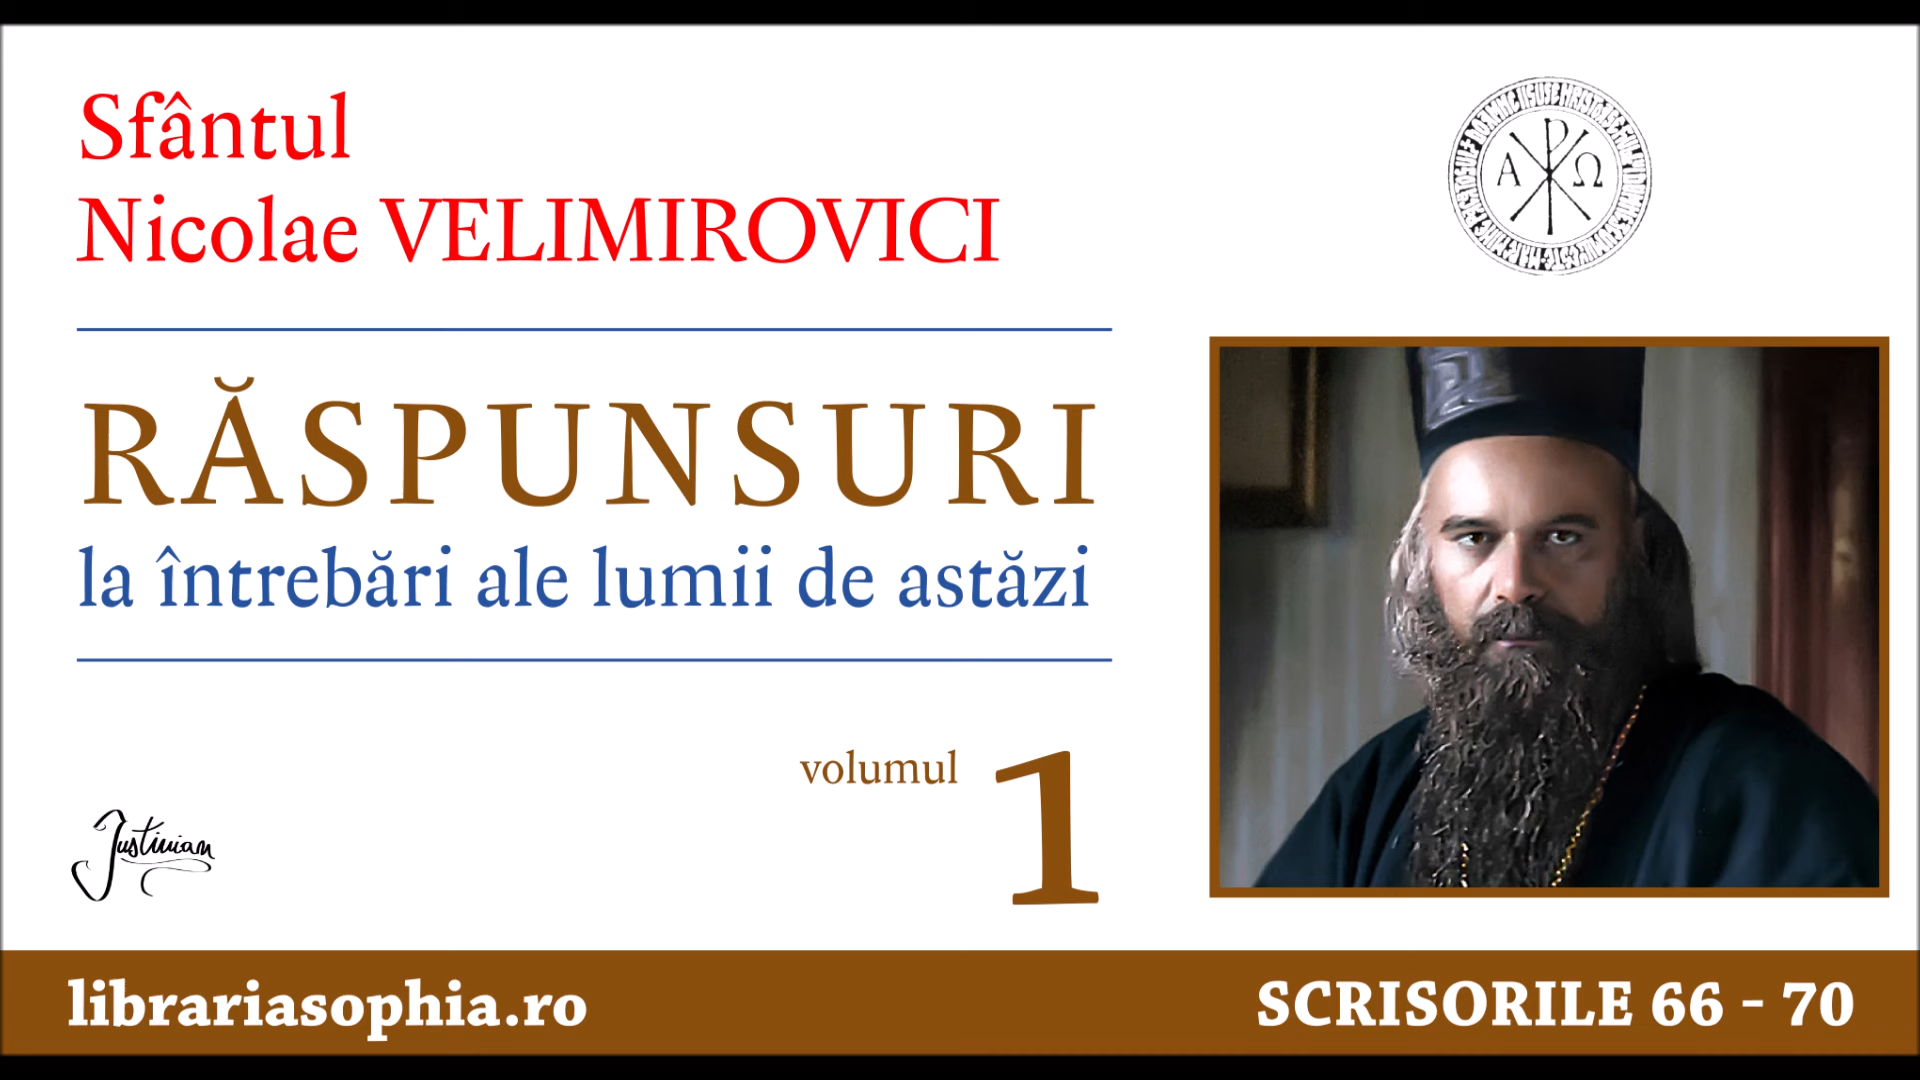 Sfântul
Nicolae VELIMIROVICI
RĂSPUNSURI
la întrebări ale lumii de astăzi
volumul 1
Justinian
Α Ω
librariasophia.ro
SCRISORILE 66 - 70